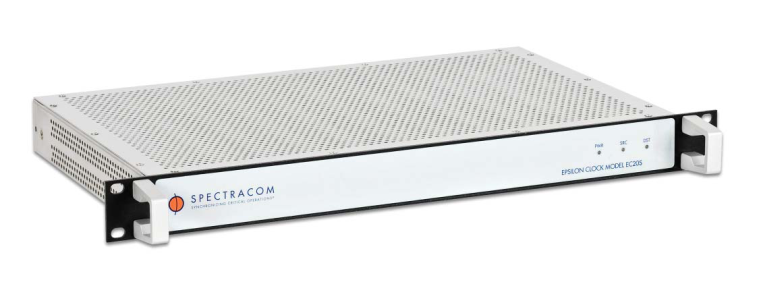 SPECTRACOM
SYNCHRONIZING CRITICAL OPERATIONS®
PWR SRC OUT
EPSILON CLOCK MODEL EC20S